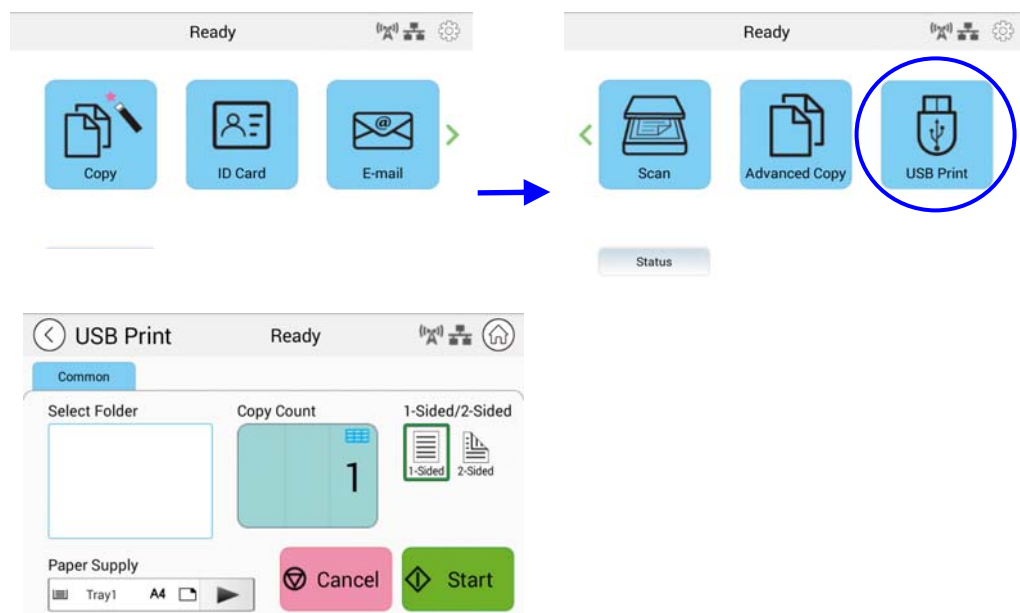 Ready
Copy
ID Card
@
E-mail
Ready
Scan
Advanced Copy
USB Print
Status
USB Print
Ready
Common
Select Folder
Copy Count
1-Sided/2-Sided
1
1-Sided
2-Sided
Paper Supply
Tray1 A4
Cancel
Start